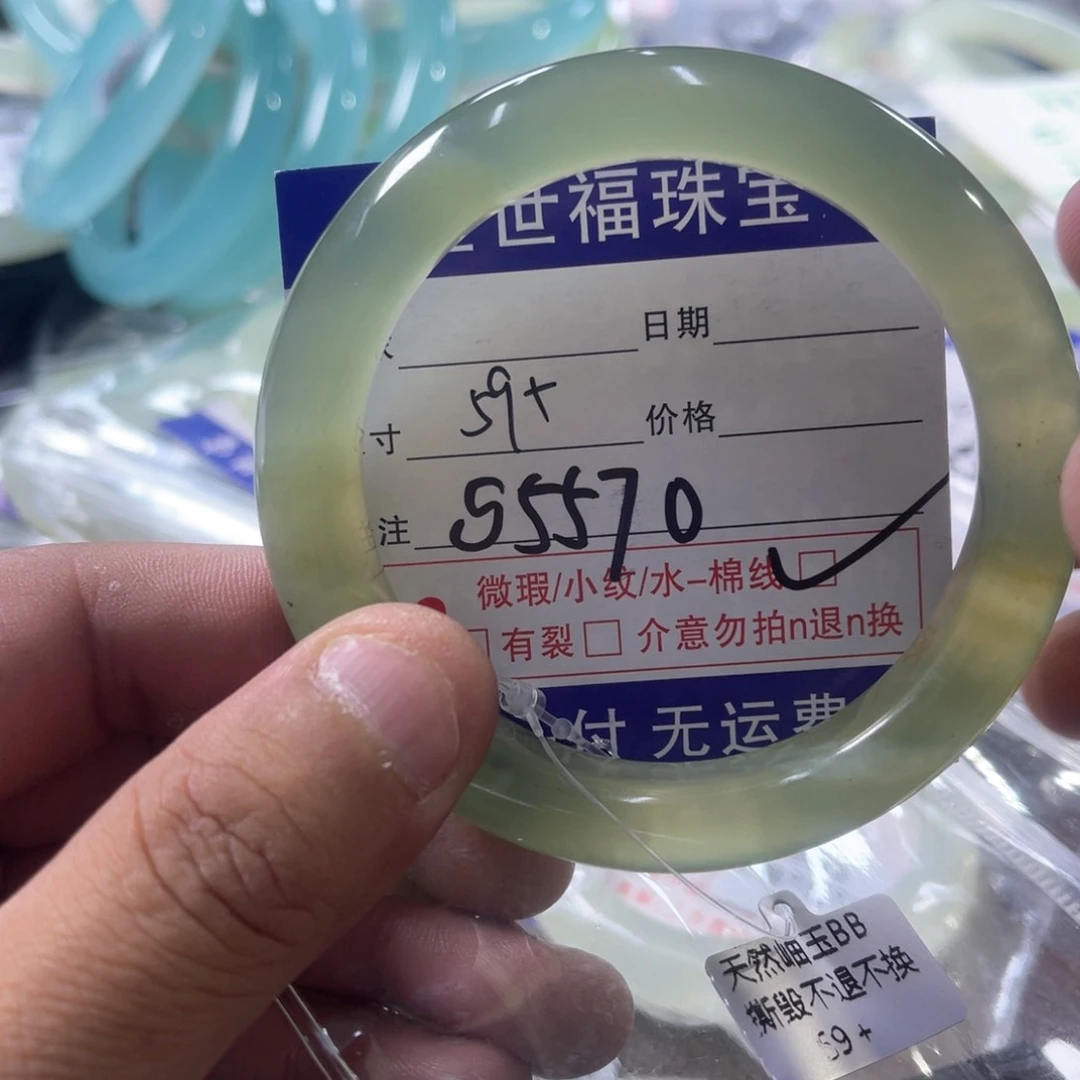 世福珠宝
日期
寸 59+ 价格
注 S5570
微瑕/小纹/水-棉线
有裂 介意勿拍n退n换
付 无运费
天然岫玉BB
撕毁不退不换
59+